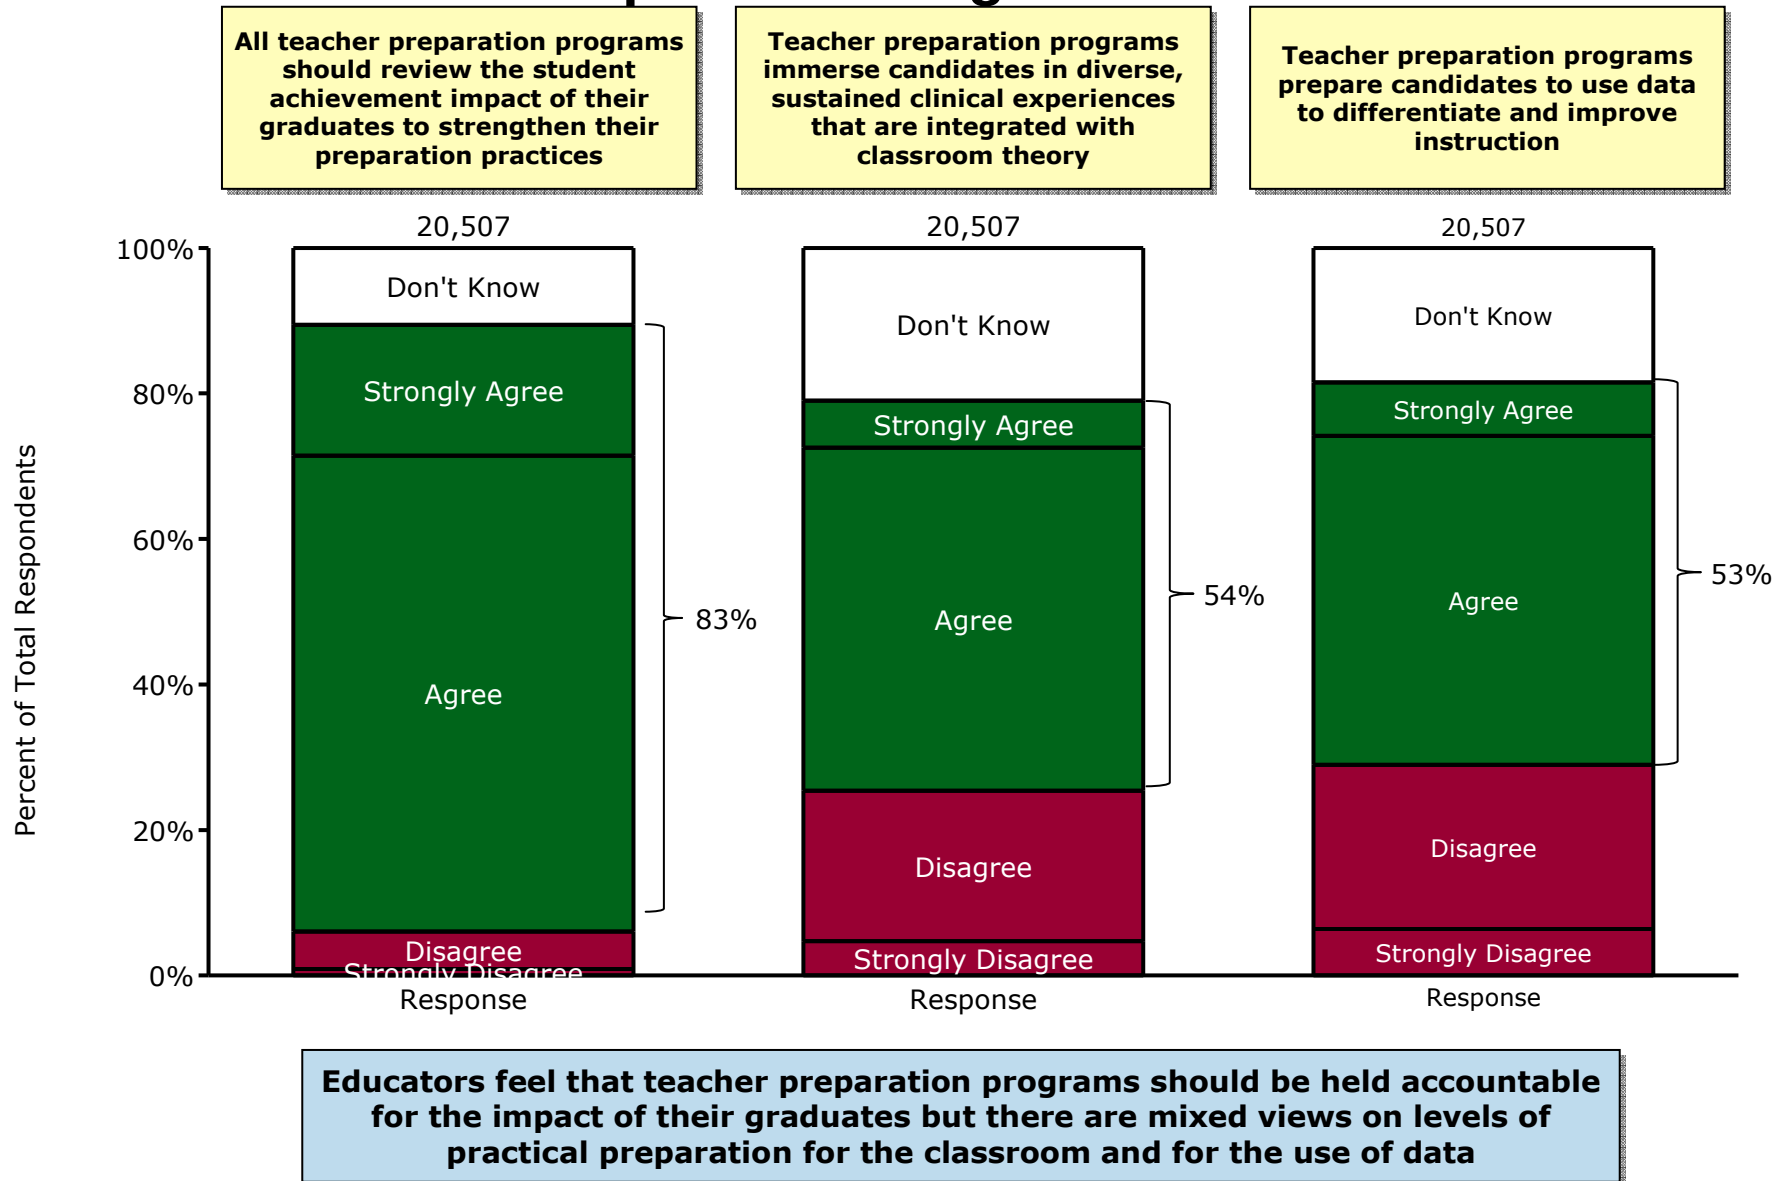 All teacher preparation programs
should review the student
achievement impact of their
graduates to strengthen their
preparation practices
Teacher preparation programs
immerse candidates in diverse,
sustained clinical experiences
that are integrated with
classroom theory
Teacher preparation programs
prepare candidates to use data
to differentiate and improve
instruction
20,507
20,507
20,507
Percent of Total Respondents
100%
80%
60%
40%
20%
0%
Don't Know
Strongly Agree
Agree
Disagree
Strongly Disagree
83%
Response
Don't Know
Strongly Agree
Agree
Disagree
Strongly Disagree
54%
Response
Don't Know
Strongly Agree
Agree
Disagree
Strongly Disagree
53%
Response
Educators feel that teacher preparation programs should be held accountable
for the impact of their graduates but there are mixed views on levels of
practical preparation for the classroom and for the use of data